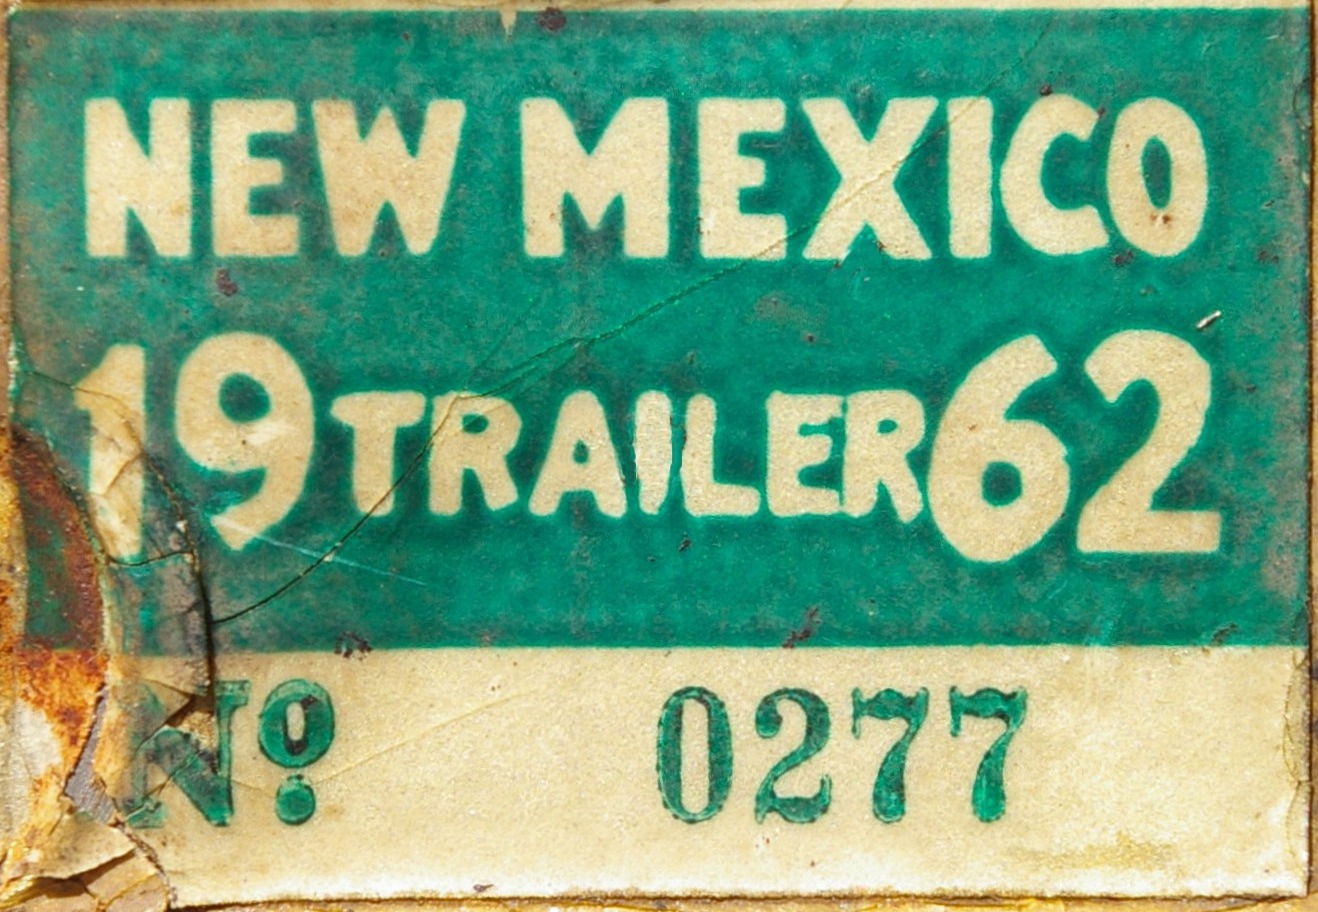 NEW MEXICO
19 TRAILER 62
Nº 0277